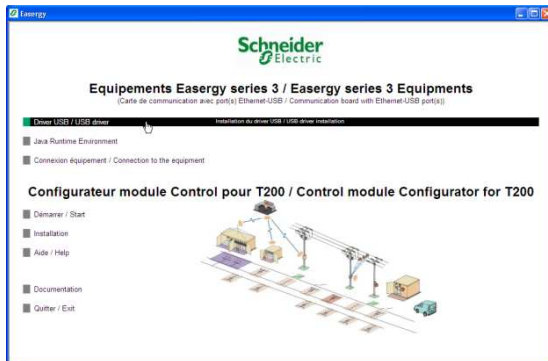 Easergy
Schneider
Electric
Equipements Easergy series 3 / Easergy series 3 Equipments
(Carte de communication avec port(s) Ethernet-USB / Communication board with Ethernet-USB port(s))
Driver USB / USB driver Installation du driver USB / USB driver installation
Java Runtime Environment
Connexion équipement / Connection to the equipment
Configurateur module Control pour T200 / Control module Configurator for T200
Démarrer / Start
Installation
Aide / Help
Documentation
Quitter / Exit